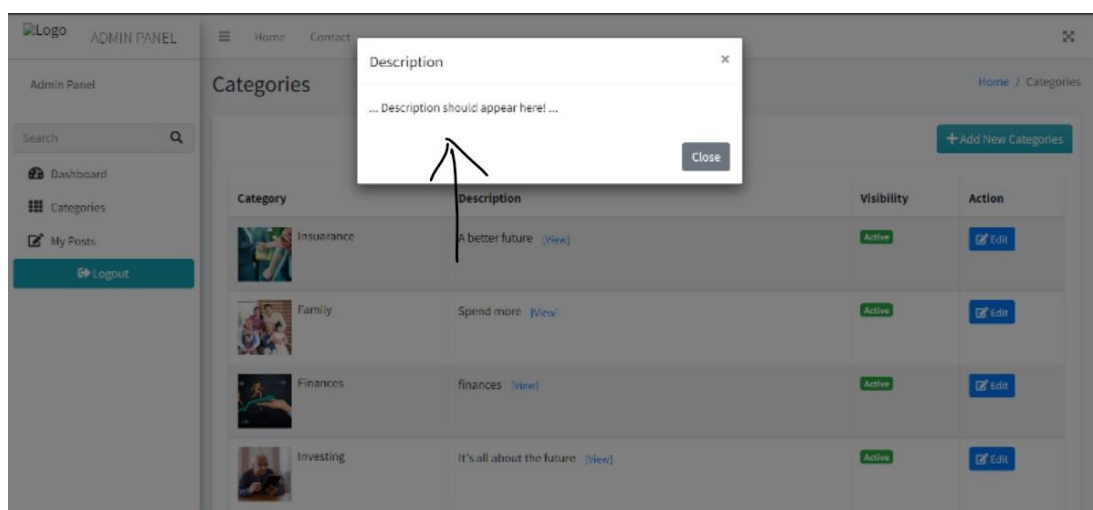 Logo
ADMIN PANEL
Home
Contact
Description
×
Admin Panel
Categories
Home / Categories
... Description should appear here! ...
Search
Add New Categories
Close
Dashboard
Category
Description
Visibility
Action
Categories
My Posts
Insuarance
A better future [View]
Active
Edit
Logout
Family
Spend more [View]
Active
Edit
Finances
finances [View]
Active
Edit
Investing
It's all about the future [View]
Active
Edit